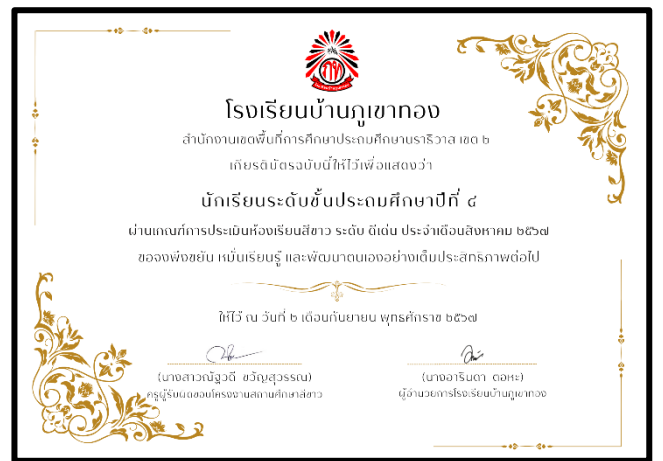 ภท
โรงเรียนบ้านภูเขาทอง
สำนักงานเขตพื้นที่การศึกษาประถมศึกษานราธิวาส เขต ๒
เกียรติบัตรฉบับนี้ให้ไว้เพื่อแสดงว่า
นักเรียนระดับชั้นประถมศึกษาปีที่ ๔
ผ่านเกณฑ์การประเมินห้องเรียนสีขาว ระดับ ดีเด่น ประจำเดือนสิงหาคม ๒๕๖๗
ขอจงพึงขยัน หมั่นเรียนรู้ และพัฒนาตนเองอย่างเต็มประสิทธิภาพต่อไป
ให้ไว้ ณ วันที่ ๒ เดือนกันยายน พุทธศักราช ๒๕๖๗
(นางสาวณัฐวดี ขวัญสุวรรณ)
ครูผู้รับผิดชอบโครงงานสถานศึกษาสีขาว
(นางอารินดา ตอหะ)
ผู้อำนวยการโรงเรียนบ้านภูเขาทอง